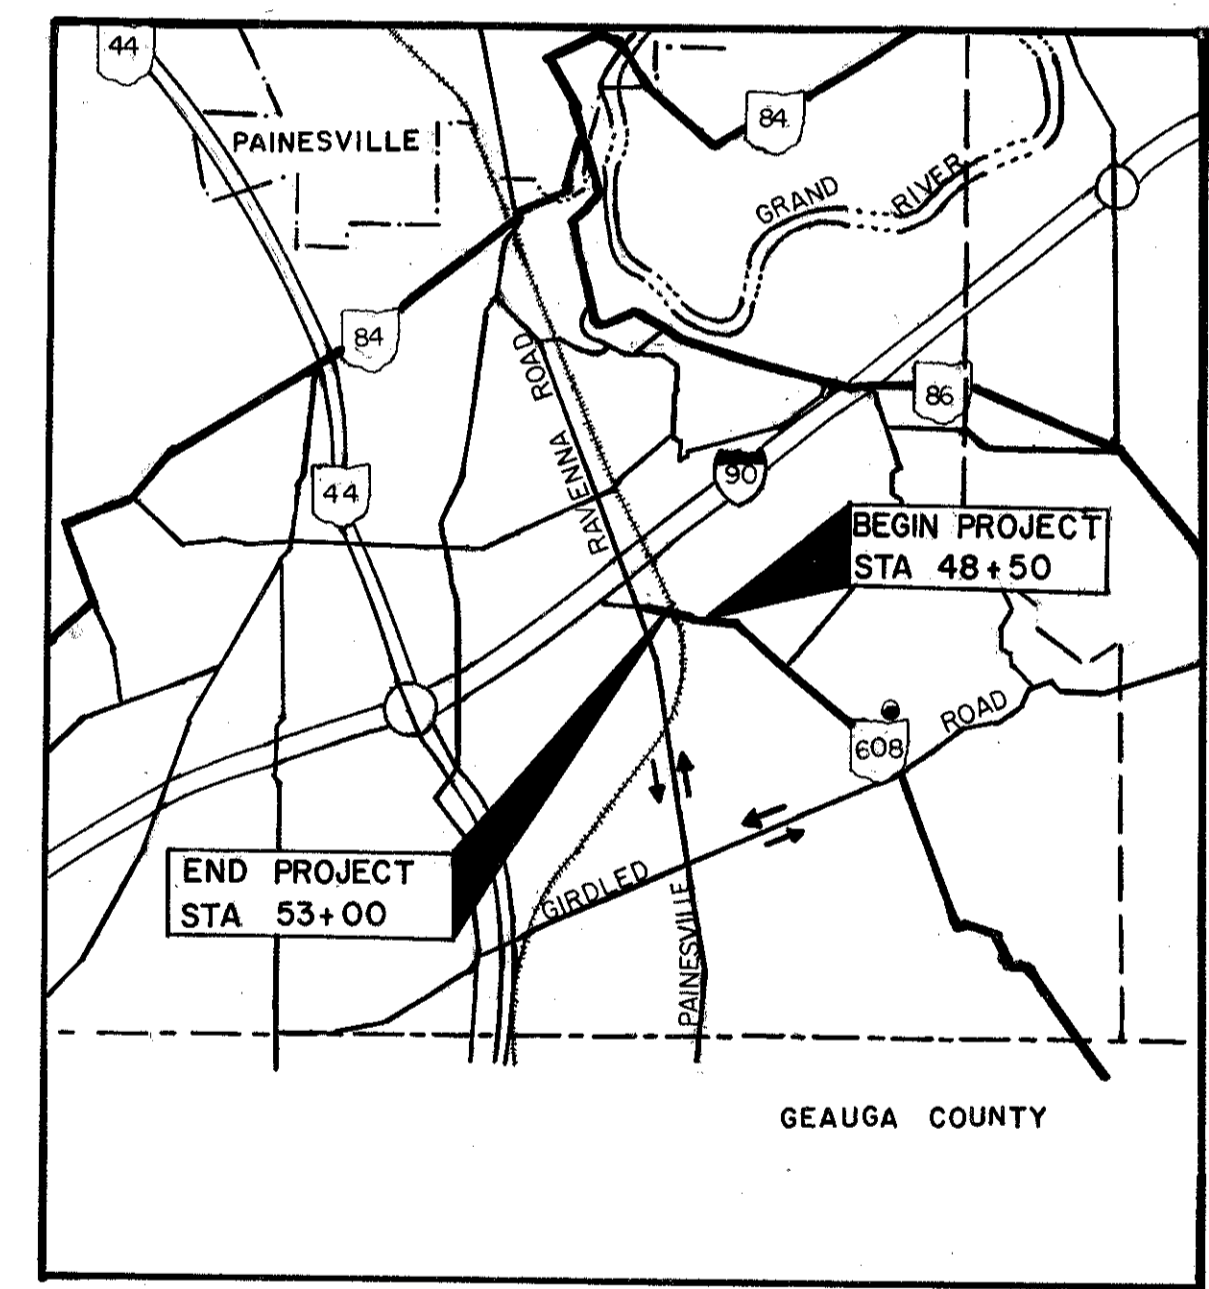 44
84
PAINESVILLE
GRAND RIVER
84
86
RAVENNA ROAD
90
44
BEGIN PROJECT
STA 48+50
608
GIRDLED ROAD
END PROJECT
STA 53+00
PAINESVILLE
GEAUGA COUNTY